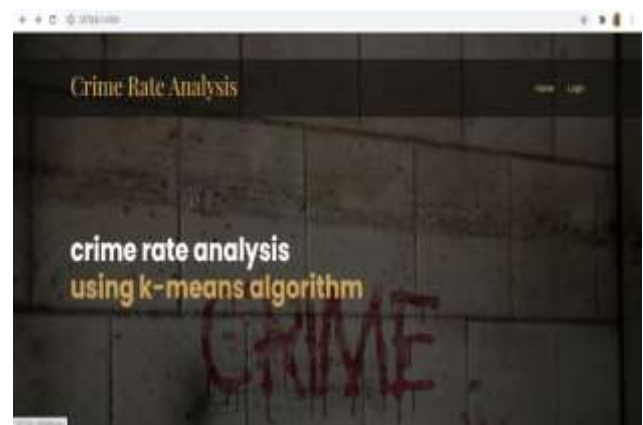 Crime Rate Analysis
Home Login
crime rate analysis
using k-means algorithm
CRIME